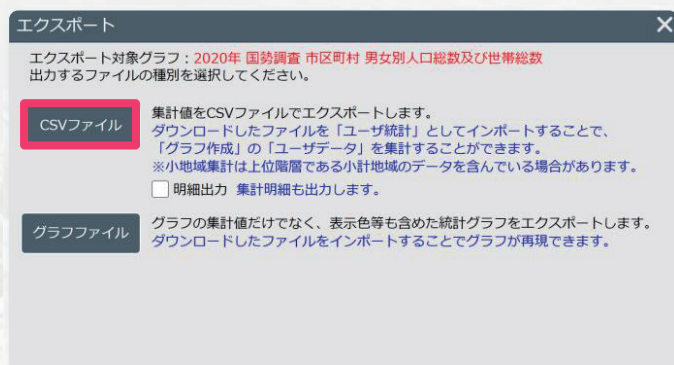 エクスポート
エクスポート対象グラフ：2020年 国勢調査 市区町村 男女別人口総数及び世帯総数
出力するファイルの種別を選択してください。
CSVファイル
集計値をCSVファイルでエクスポートします。
ダウンロードしたファイルを「ユーザ統計」としてインポートすることで、
「グラフ作成」の「ユーザデータ」を集計することができます。
※小地域集計は上位階層である小計地域のデータを含んでいる場合があります。
明細出力 集計明細も出力します。
グラフファイル
グラフの集計値だけでなく、表示色等も含めた統計グラフをエクスポートします。
ダウンロードしたファイルをインポートすることでグラフが再現できます。